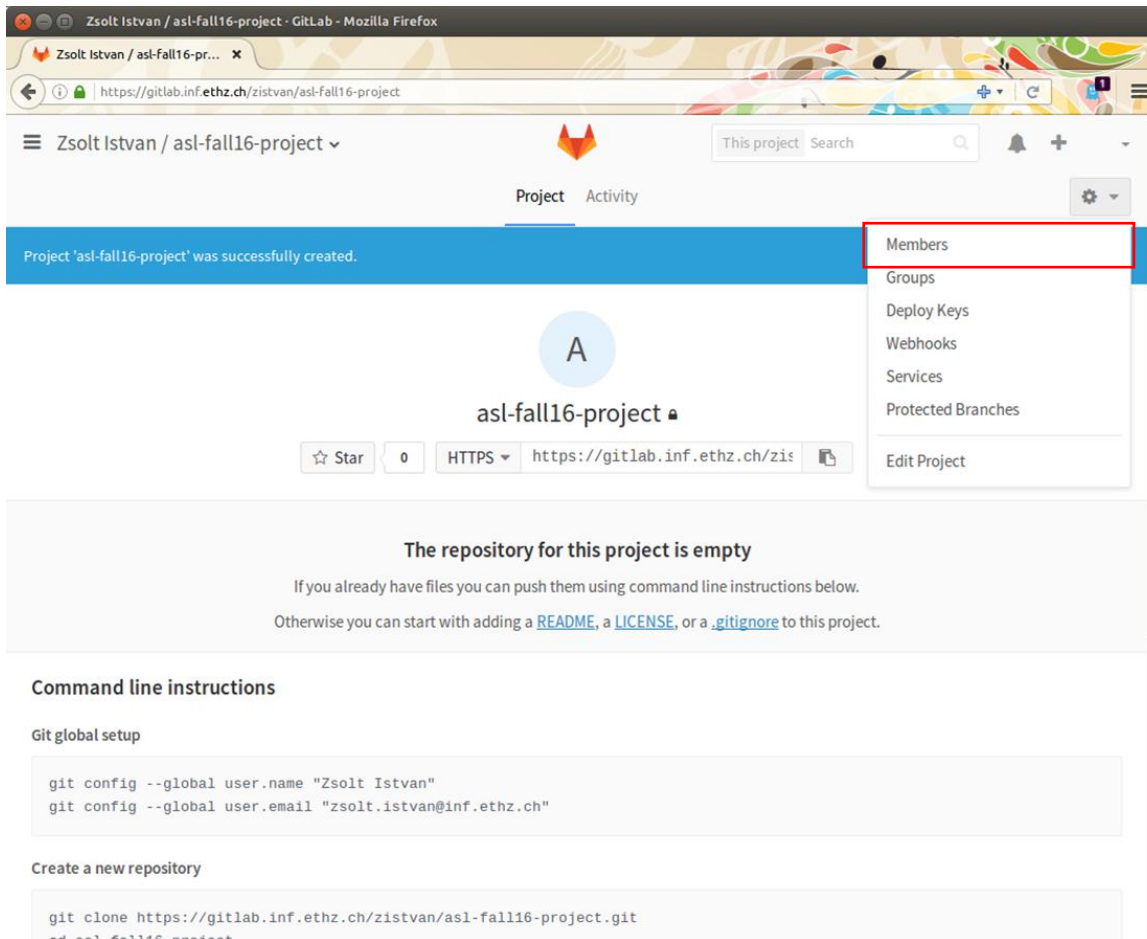 Zsolt Istvan / asl-fall16-project · GitLab - Mozilla Firefox
Zsolt Istvan / asl-fall16-pr...
https://gitlab.inf.ethz.ch/zistvan/asl-fall16-project
1
Zsolt Istvan / asl-fall16-project
This project Search
Project Activity
Project 'asl-fall16-project' was successfully created.
Members
Groups
Deploy Keys
Webhooks
Services
Protected Branches
Edit Project
A
asl-fall16-project
Star 0 HTTPS https://gitlab.inf.ethz.ch/zis
The repository for this project is empty
If you already have files you can push them using command line instructions below.
Otherwise you can start with adding a README, a LICENSE, or a .gitignore to this project.
Command line instructions
Git global setup
git config --global user.name "Zsolt Istvan"
git config --global user.email "zsolt.istvan@inf.ethz.ch"
Create a new repository
git clone https://gitlab.inf.ethz.ch/zistvan/asl-fall16-project.git
cd asl-fall16-project